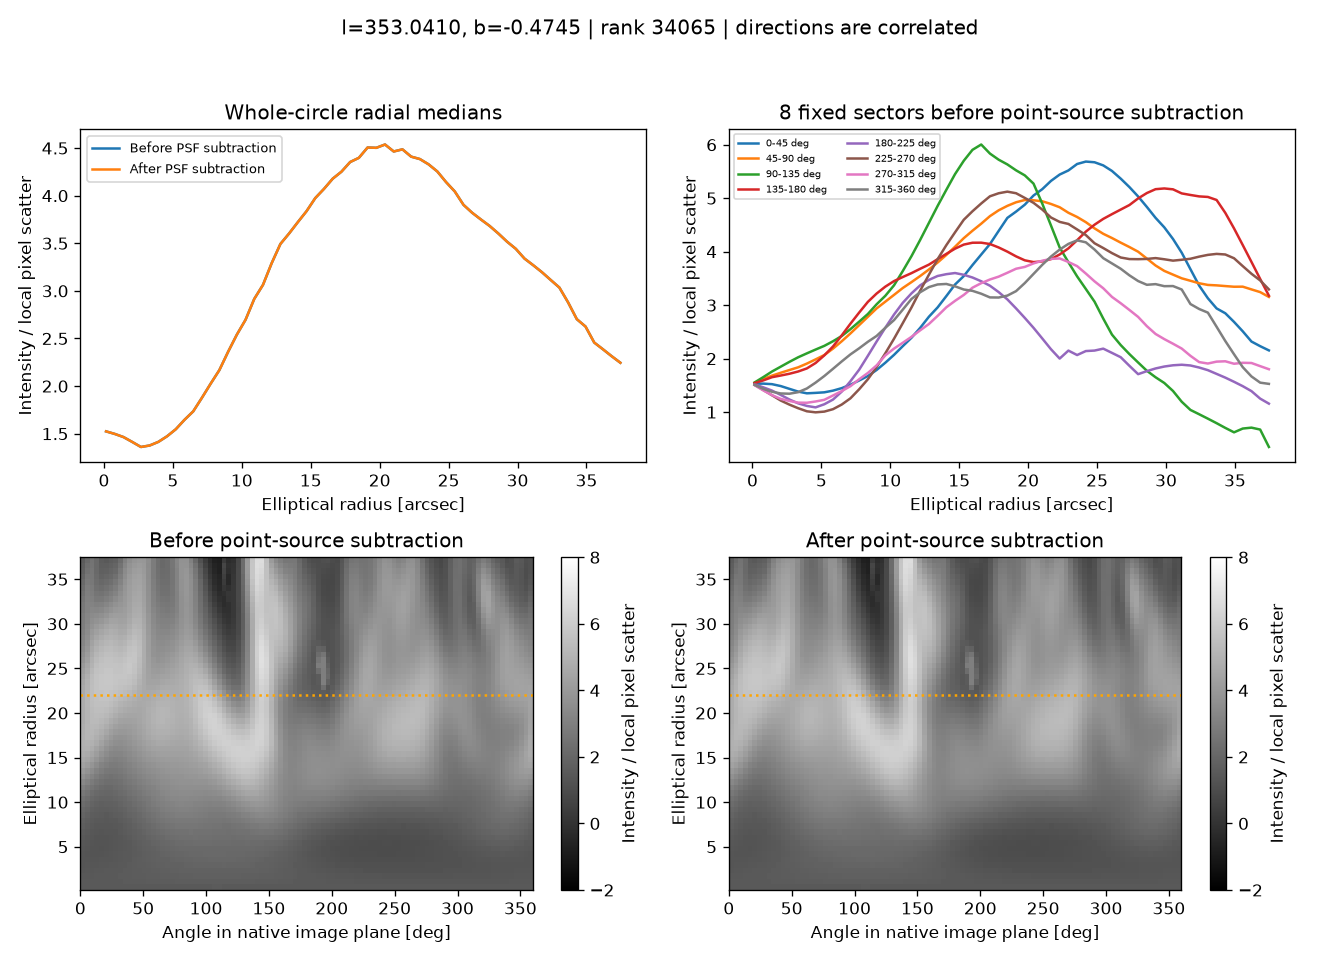 l=353.0410, b=-0.4745 | rank 34065 | directions are correlated
Whole-circle radial medians
Before PSF subtraction
After PSF subtraction
4.5
4.0
3.5
3.0
2.5
2.0
1.5
Intensity / local pixel scatter
0 5 10 15 20 25 30 35
Elliptical radius [arcsec]
8 fixed sectors before point-source subtraction
0-45 deg
45-90 deg
90-135 deg
135-180 deg
180-225 deg
225-270 deg
270-315 deg
315-360 deg
6
5
4
3
2
1
Intensity / local pixel scatter
0 5 10 15 20 25 30 35
Elliptical radius [arcsec]
Before point-source subtraction
35
30
25
20
15
10
5
Elliptical radius [arcsec]
0 50 100 150 200 250 300 350
Angle in native image plane [deg]
8
6
4
2
0
−2
Intensity / local pixel scatter
After point-source subtraction
35
30
25
20
15
10
5
Elliptical radius [arcsec]
0 50 100 150 200 250 300 350
Angle in native image plane [deg]
8
6
4
2
0
−2
Intensity / local pixel scatter